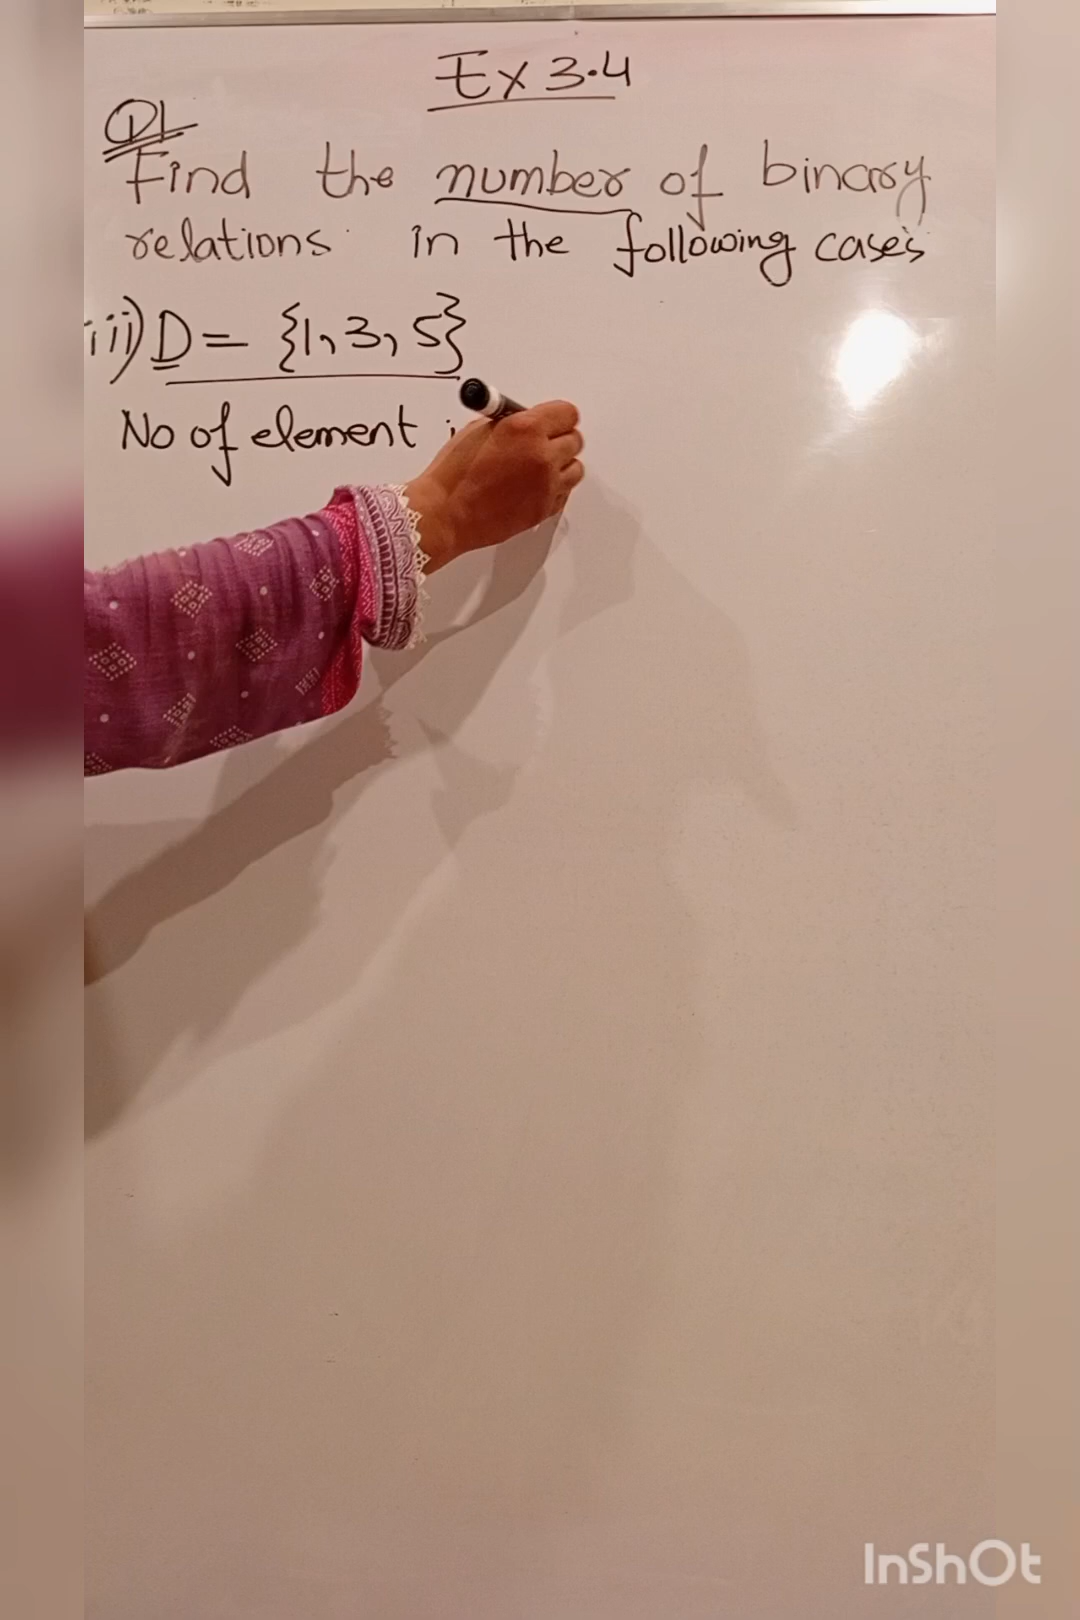 Ex 3.4
Q1
Find the number of binary
relations in the following cases
iii) D = {1, 3, 5}
No of element
InShOt